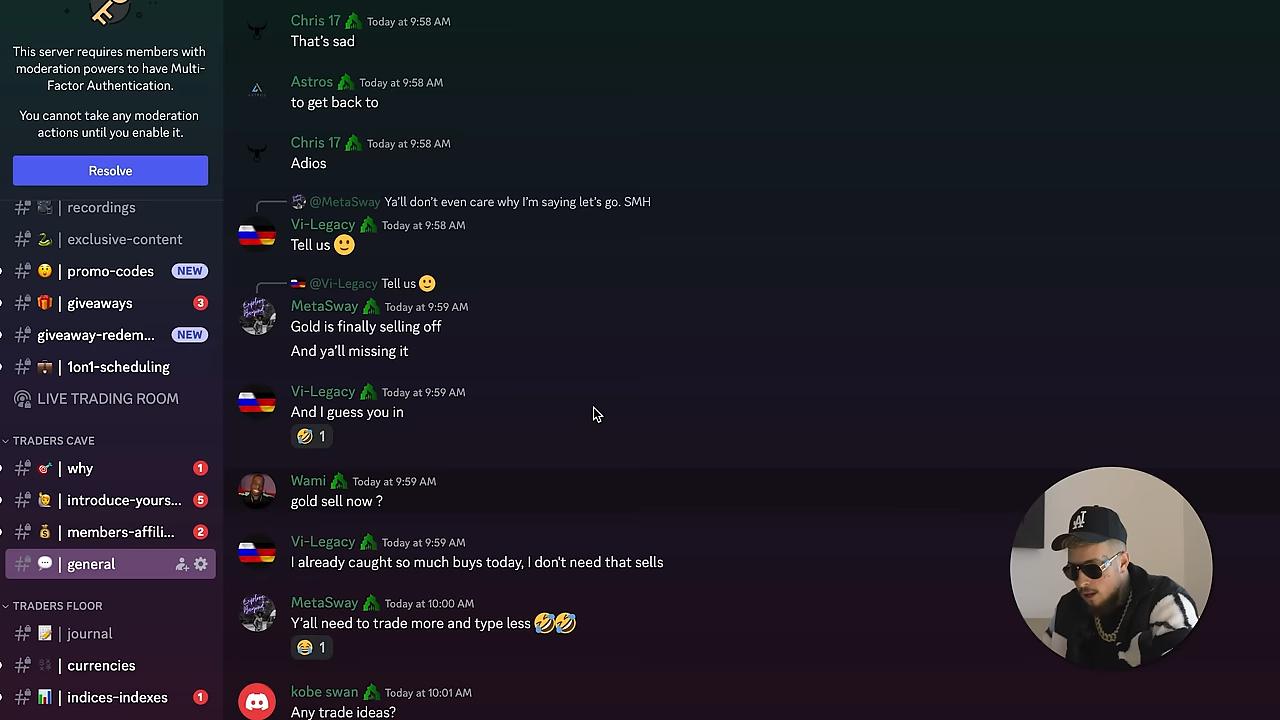 This server requires members with
moderation powers to have Multi-
Factor Authentication.
You cannot take any moderation
actions until you enable it.
Resolve
recordings
exclusive-content
promo-codes NEW
giveaways 3
giveaway-redem... NEW
1on1-scheduling
LIVE TRADING ROOM
TRADERS CAVE
why 1
introduce-yours... 5
members-affili... 2
general
TRADERS FLOOR
journal
currencies
indices-indexes 1
Chris 17 Today at 9:58 AM
That's sad
Astros Today at 9:58 AM
to get back to
Chris 17 Today at 9:58 AM
Adios
@MetaSway Ya'll don't even care why I'm saying let's go. SMH
Vi-Legacy Today at 9:58 AM
Tell us 🙂
@Vi-Legacy Tell us 🙂
MetaSway Today at 9:59 AM
Gold is finally selling off
And ya'll missing it
Vi-Legacy Today at 9:59 AM
And I guess you in
🤣 1
Wami Today at 9:59 AM
gold sell now ?
Vi-Legacy Today at 9:59 AM
I already caught so much buys today, I don't need that sells
MetaSway Today at 10:00 AM
Y'all need to trade more and type less 🤣🤣
😂 1
kobe swan Today at 10:01 AM
Any trade ideas?